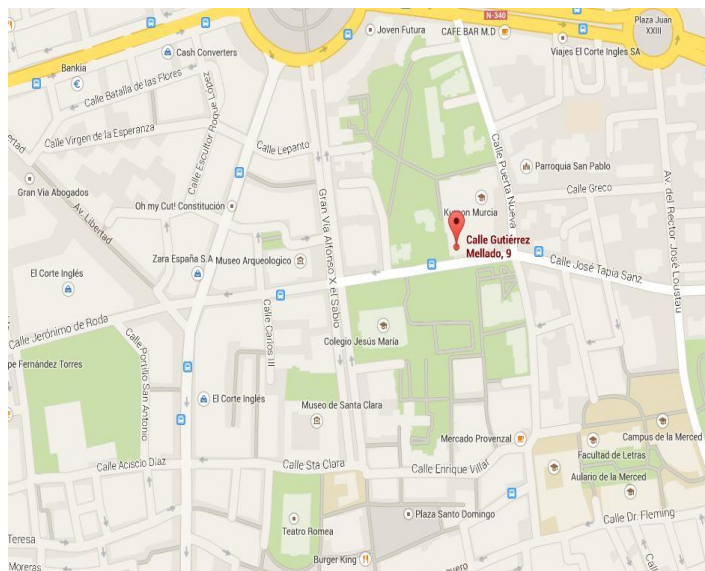 N-340
Plaza Juan
XXIII
Joven Futura
CAFE BAR M.D
Cash Converters
Viajes El Corte Ingles SA
Bankia
Calle Batalla de las Flores
Calle Escultor Roque López
Calle Virgen de la Esperanza
Calle Lepanto
Calle Puerta Nueva
Parroquia San Pablo
Gran Via Abogados
Calle Greco
Av. Libertad
Oh my Cut! Constitución
Gran Vía Alfonso X el Sabio
Av. del Rector José Loustau
Calle Gutiérrez
Mellado, 9
Zara España S.A
Museo Arqueologico
Calle José Tapia Sanz
El Corte Inglés
Calle Jerónimo de Roda
Calle Carlos III
Colegio Jesús María
Calle Portillo San Antonio
pe Fernández Torres
El Corte Inglés
Museo de Santa Clara
Mercado Provenzal
Campus de la Merced
Facultad de Letras
Aulario de la Merced
Calle Acisclo Díaz
Calle Sta Clara
Calle Enrique Villar
Plaza Santo Domingo
Calle Dr. Fleming
Teatro Romea
Teresa
Burger King
Moreras